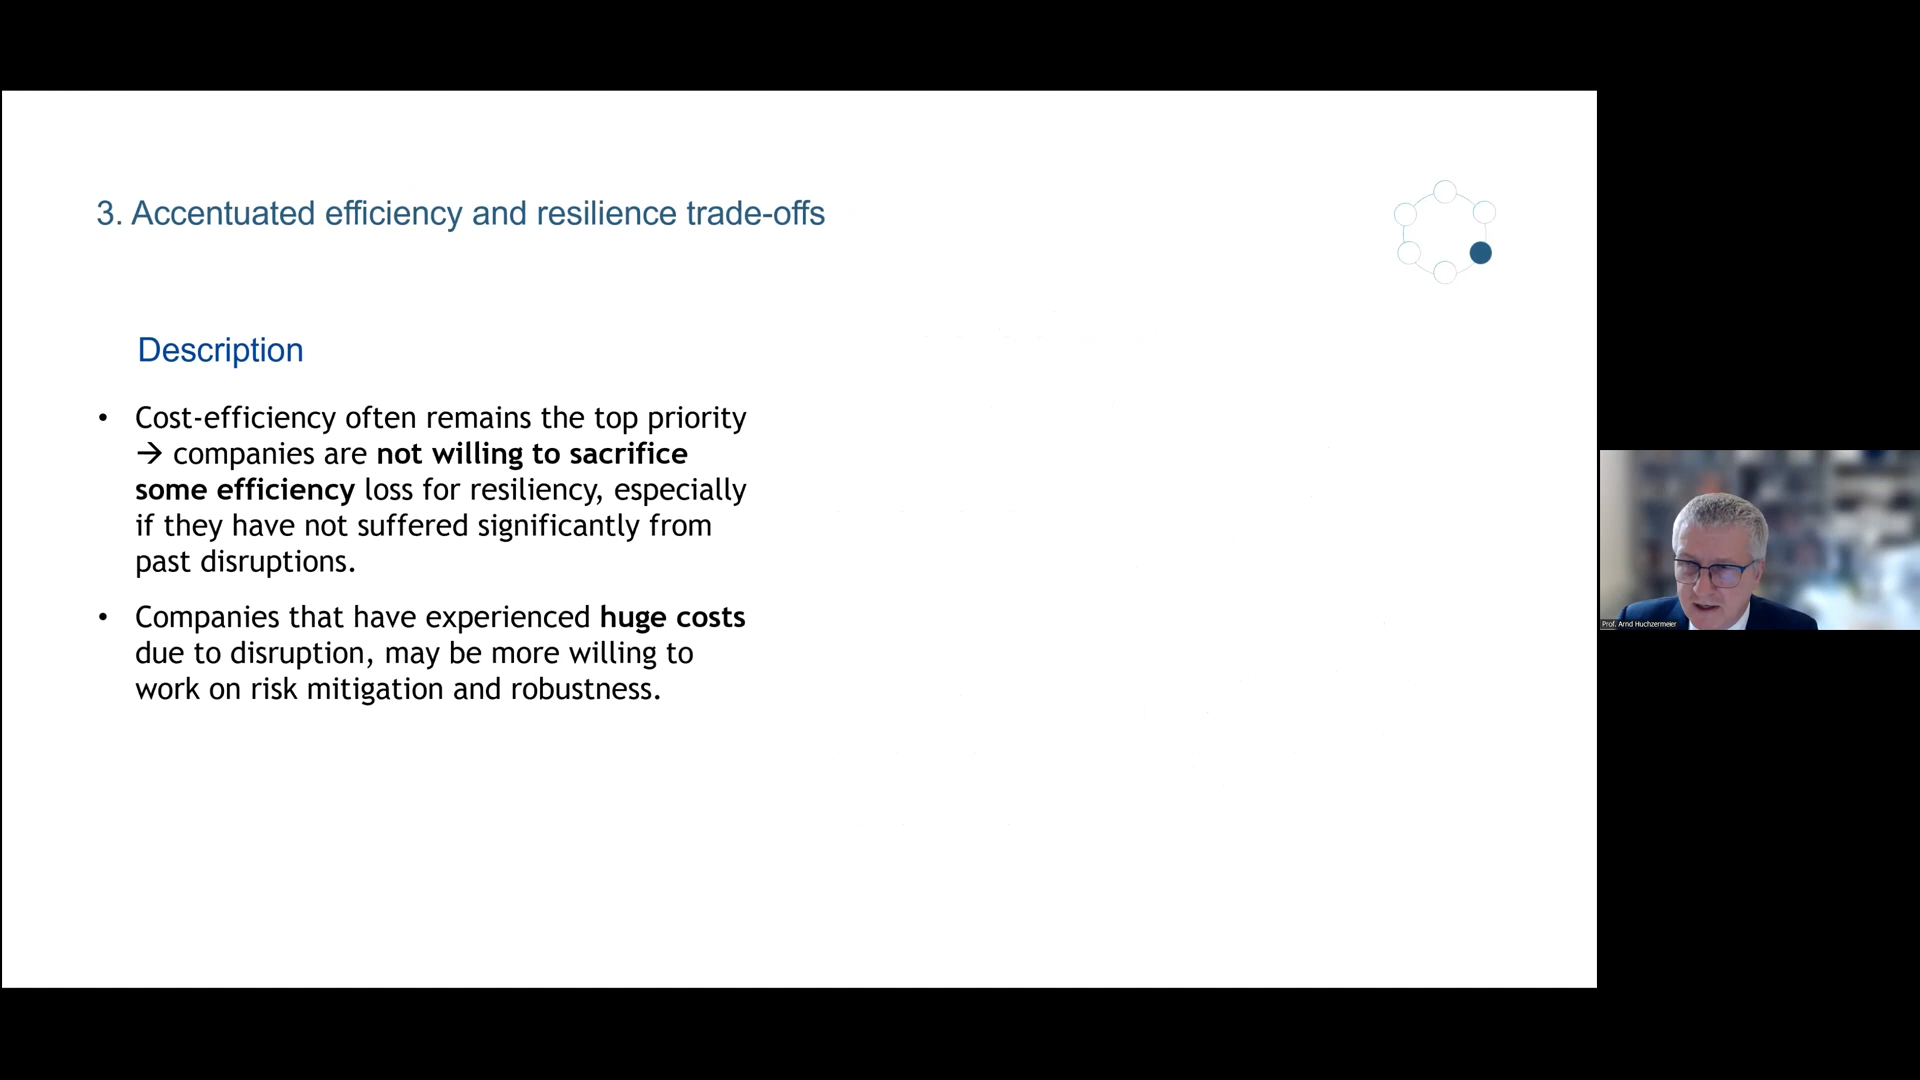 3. Accentuated efficiency and resilience trade-offs
Description
• Cost-efficiency often remains the top priority
→ companies are not willing to sacrifice
some efficiency loss for resiliency, especially
if they have not suffered significantly from
past disruptions.
• Companies that have experienced huge costs
due to disruption, may be more willing to
work on risk mitigation and robustness.
Prof. Arnd Huchzermeier